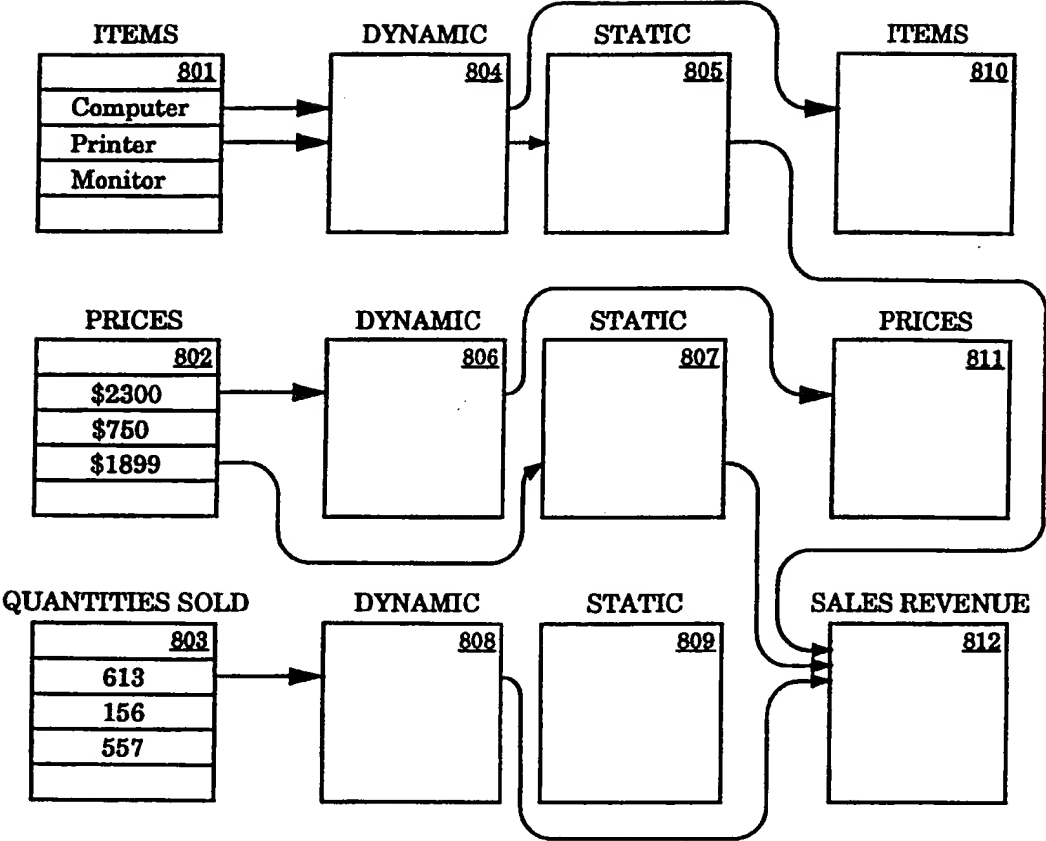 ITEMS DYNAMIC STATIC ITEMS
801 804 805 810
Computer
Printer
Monitor
PRICES DYNAMIC STATIC PRICES
802 806 807 811
$2300
$750
$1899
QUANTITIES SOLD DYNAMIC STATIC SALES REVENUE
803 808 809 812
613
156
557